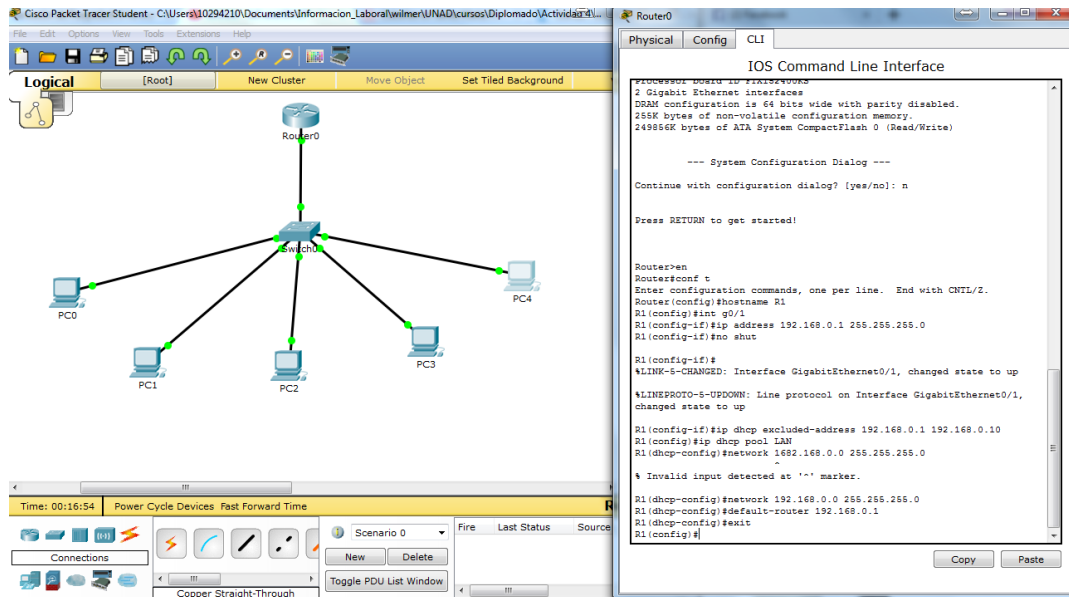 Cisco Packet Tracer Student - C:\Users\10294210\Documents\Informacion_Laboral\wilmer\UNAD\cursos\Diplomado\Actividad4\...
File Edit Options View Tools Extensions Help
Logical [Root] New Cluster Move Object Set Tiled Background
Router0
Switch0
PC4
PC0
PC3
PC1
PC2
Time: 00:16:54 Power Cycle Devices Fast Forward Time
Connections
Copper Straight-Through
Scenario 0
New Delete
Toggle PDU List Window
Fire Last Status Source
Router0
Physical Config CLI
IOS Command Line Interface
Processor board ID FTX152400KS
2 Gigabit Ethernet interfaces
DRAM configuration is 64 bits wide with parity disabled.
255K bytes of non-volatile configuration memory.
249856K bytes of ATA System CompactFlash 0 (Read/Write)
--- System Configuration Dialog ---
Continue with configuration dialog? [yes/no]: n
Press RETURN to get started!
Router>en
Router#conf t
Enter configuration commands, one per line. End with CNTL/Z.
Router(config)#hostname R1
R1(config)#int g0/1
R1(config-if)#ip address 192.168.0.1 255.255.255.0
R1(config-if)#no shut
R1(config-if)#
%LINK-5-CHANGED: Interface GigabitEthernet0/1, changed state to up
%LINEPROTO-5-UPDOWN: Line protocol on Interface GigabitEthernet0/1,
changed state to up
R1(config-if)#ip dhcp excluded-address 192.168.0.1 192.168.0.10
R1(config)#ip dhcp pool LAN
R1(dhcp-config)#network 1682.168.0.0 255.255.255.0
^
% Invalid input detected at '^' marker.
R1(dhcp-config)#network 192.168.0.0 255.255.255.0
R1(dhcp-config)#default-router 192.168.0.1
R1(dhcp-config)#exit
R1(config)#
Copy Paste